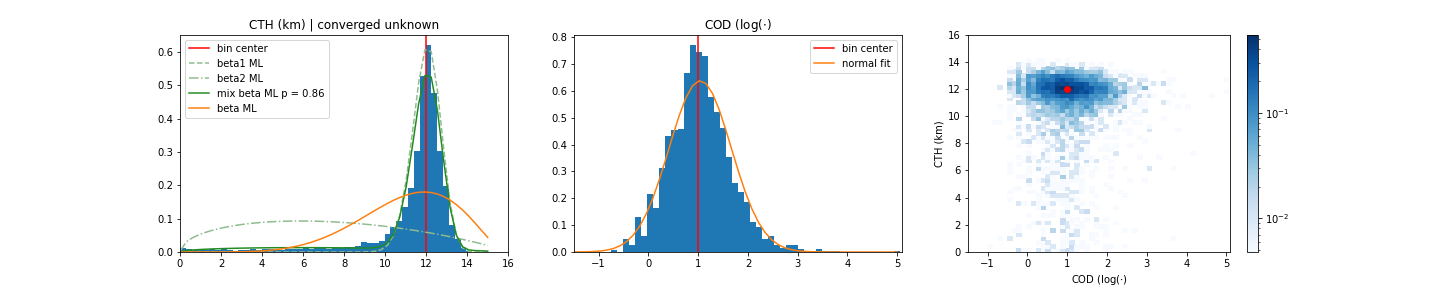 CTH (km) | converged unknown
bin center
beta1 ML
beta2 ML
mix beta ML p = 0.86
beta ML
0.6
0.5
0.4
0.3
0.2
0.1
0.0
0 2 4 6 8 10 12 14 16
COD (log(·)
bin center
normal fit
0.8
0.7
0.6
0.5
0.4
0.3
0.2
0.1
0.0
−1 0 1 2 3 4 5
CTH (km)
16
14
12
10
8
6
4
2
0
−1 0 1 2 3 4 5
COD (log(·)
10⁻¹
10⁻²